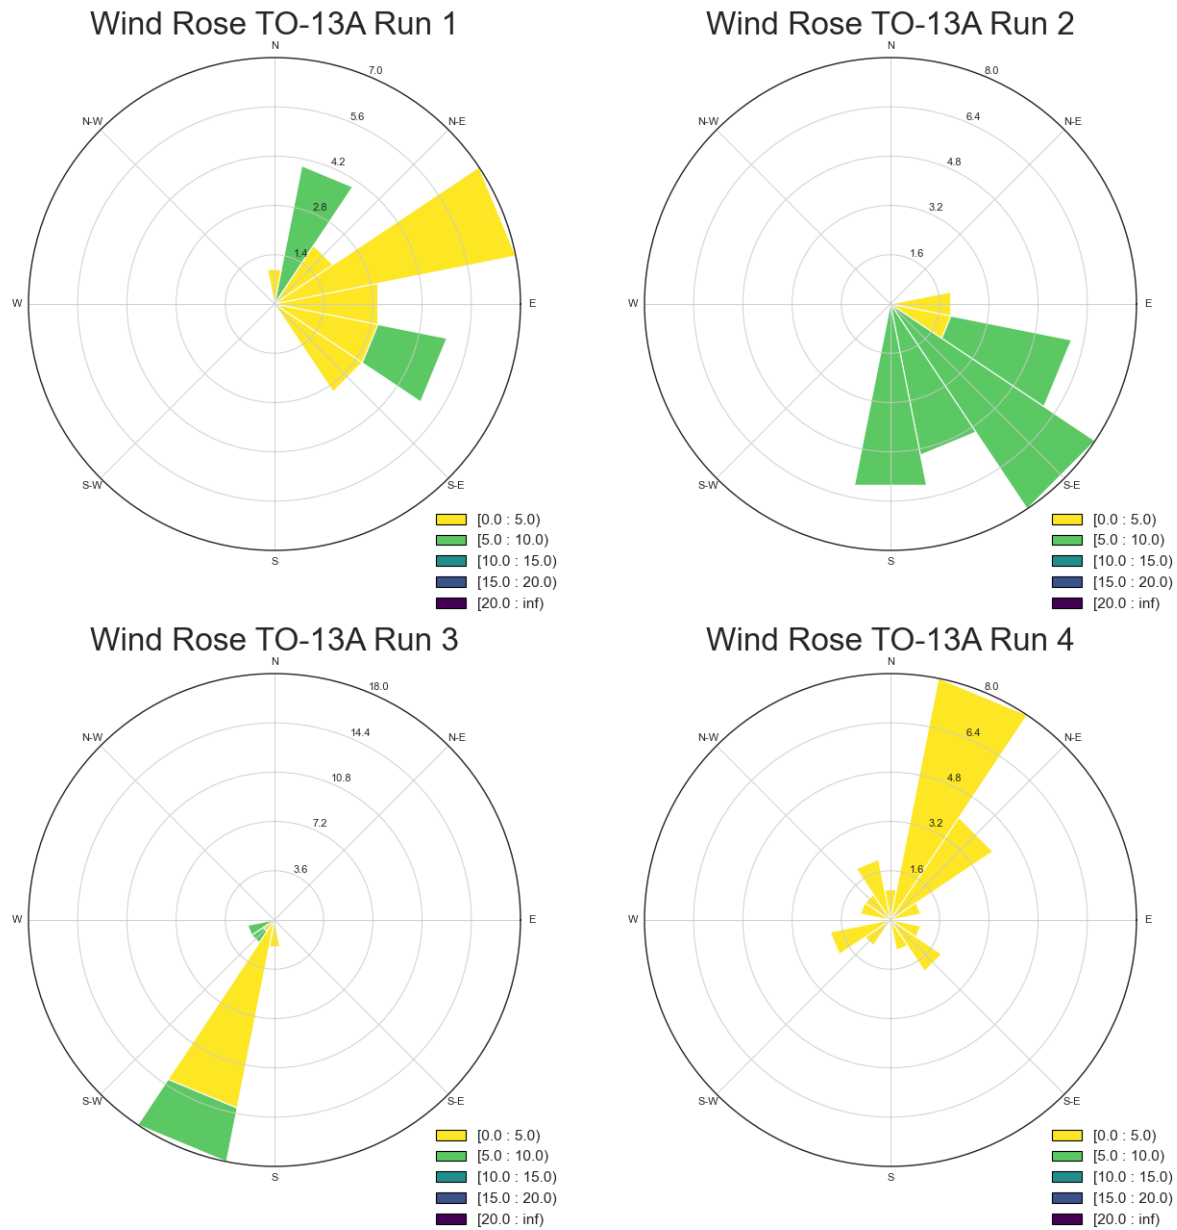 Wind Rose TO-13A Run 1
N
7.0
5.6
4.2
2.8
1.4
N-W
N-E
W
E
S-W
S-E
S
[0.0 : 5.0)
[5.0 : 10.0)
[10.0 : 15.0)
[15.0 : 20.0)
[20.0 : inf)
Wind Rose TO-13A Run 2
N
8.0
6.4
4.8
3.2
1.6
N-W
N-E
W
E
S-W
S-E
S
[0.0 : 5.0)
[5.0 : 10.0)
[10.0 : 15.0)
[15.0 : 20.0)
[20.0 : inf)
Wind Rose TO-13A Run 3
N
18.0
14.4
10.8
7.2
3.6
N-W
N-E
W
E
S-W
S-E
S
[0.0 : 5.0)
[5.0 : 10.0)
[10.0 : 15.0)
[15.0 : 20.0)
[20.0 : inf)
Wind Rose TO-13A Run 4
N
8.0
6.4
4.8
3.2
1.6
N-W
N-E
W
E
S-W
S-E
S
[0.0 : 5.0)
[5.0 : 10.0)
[10.0 : 15.0)
[15.0 : 20.0)
[20.0 : inf)